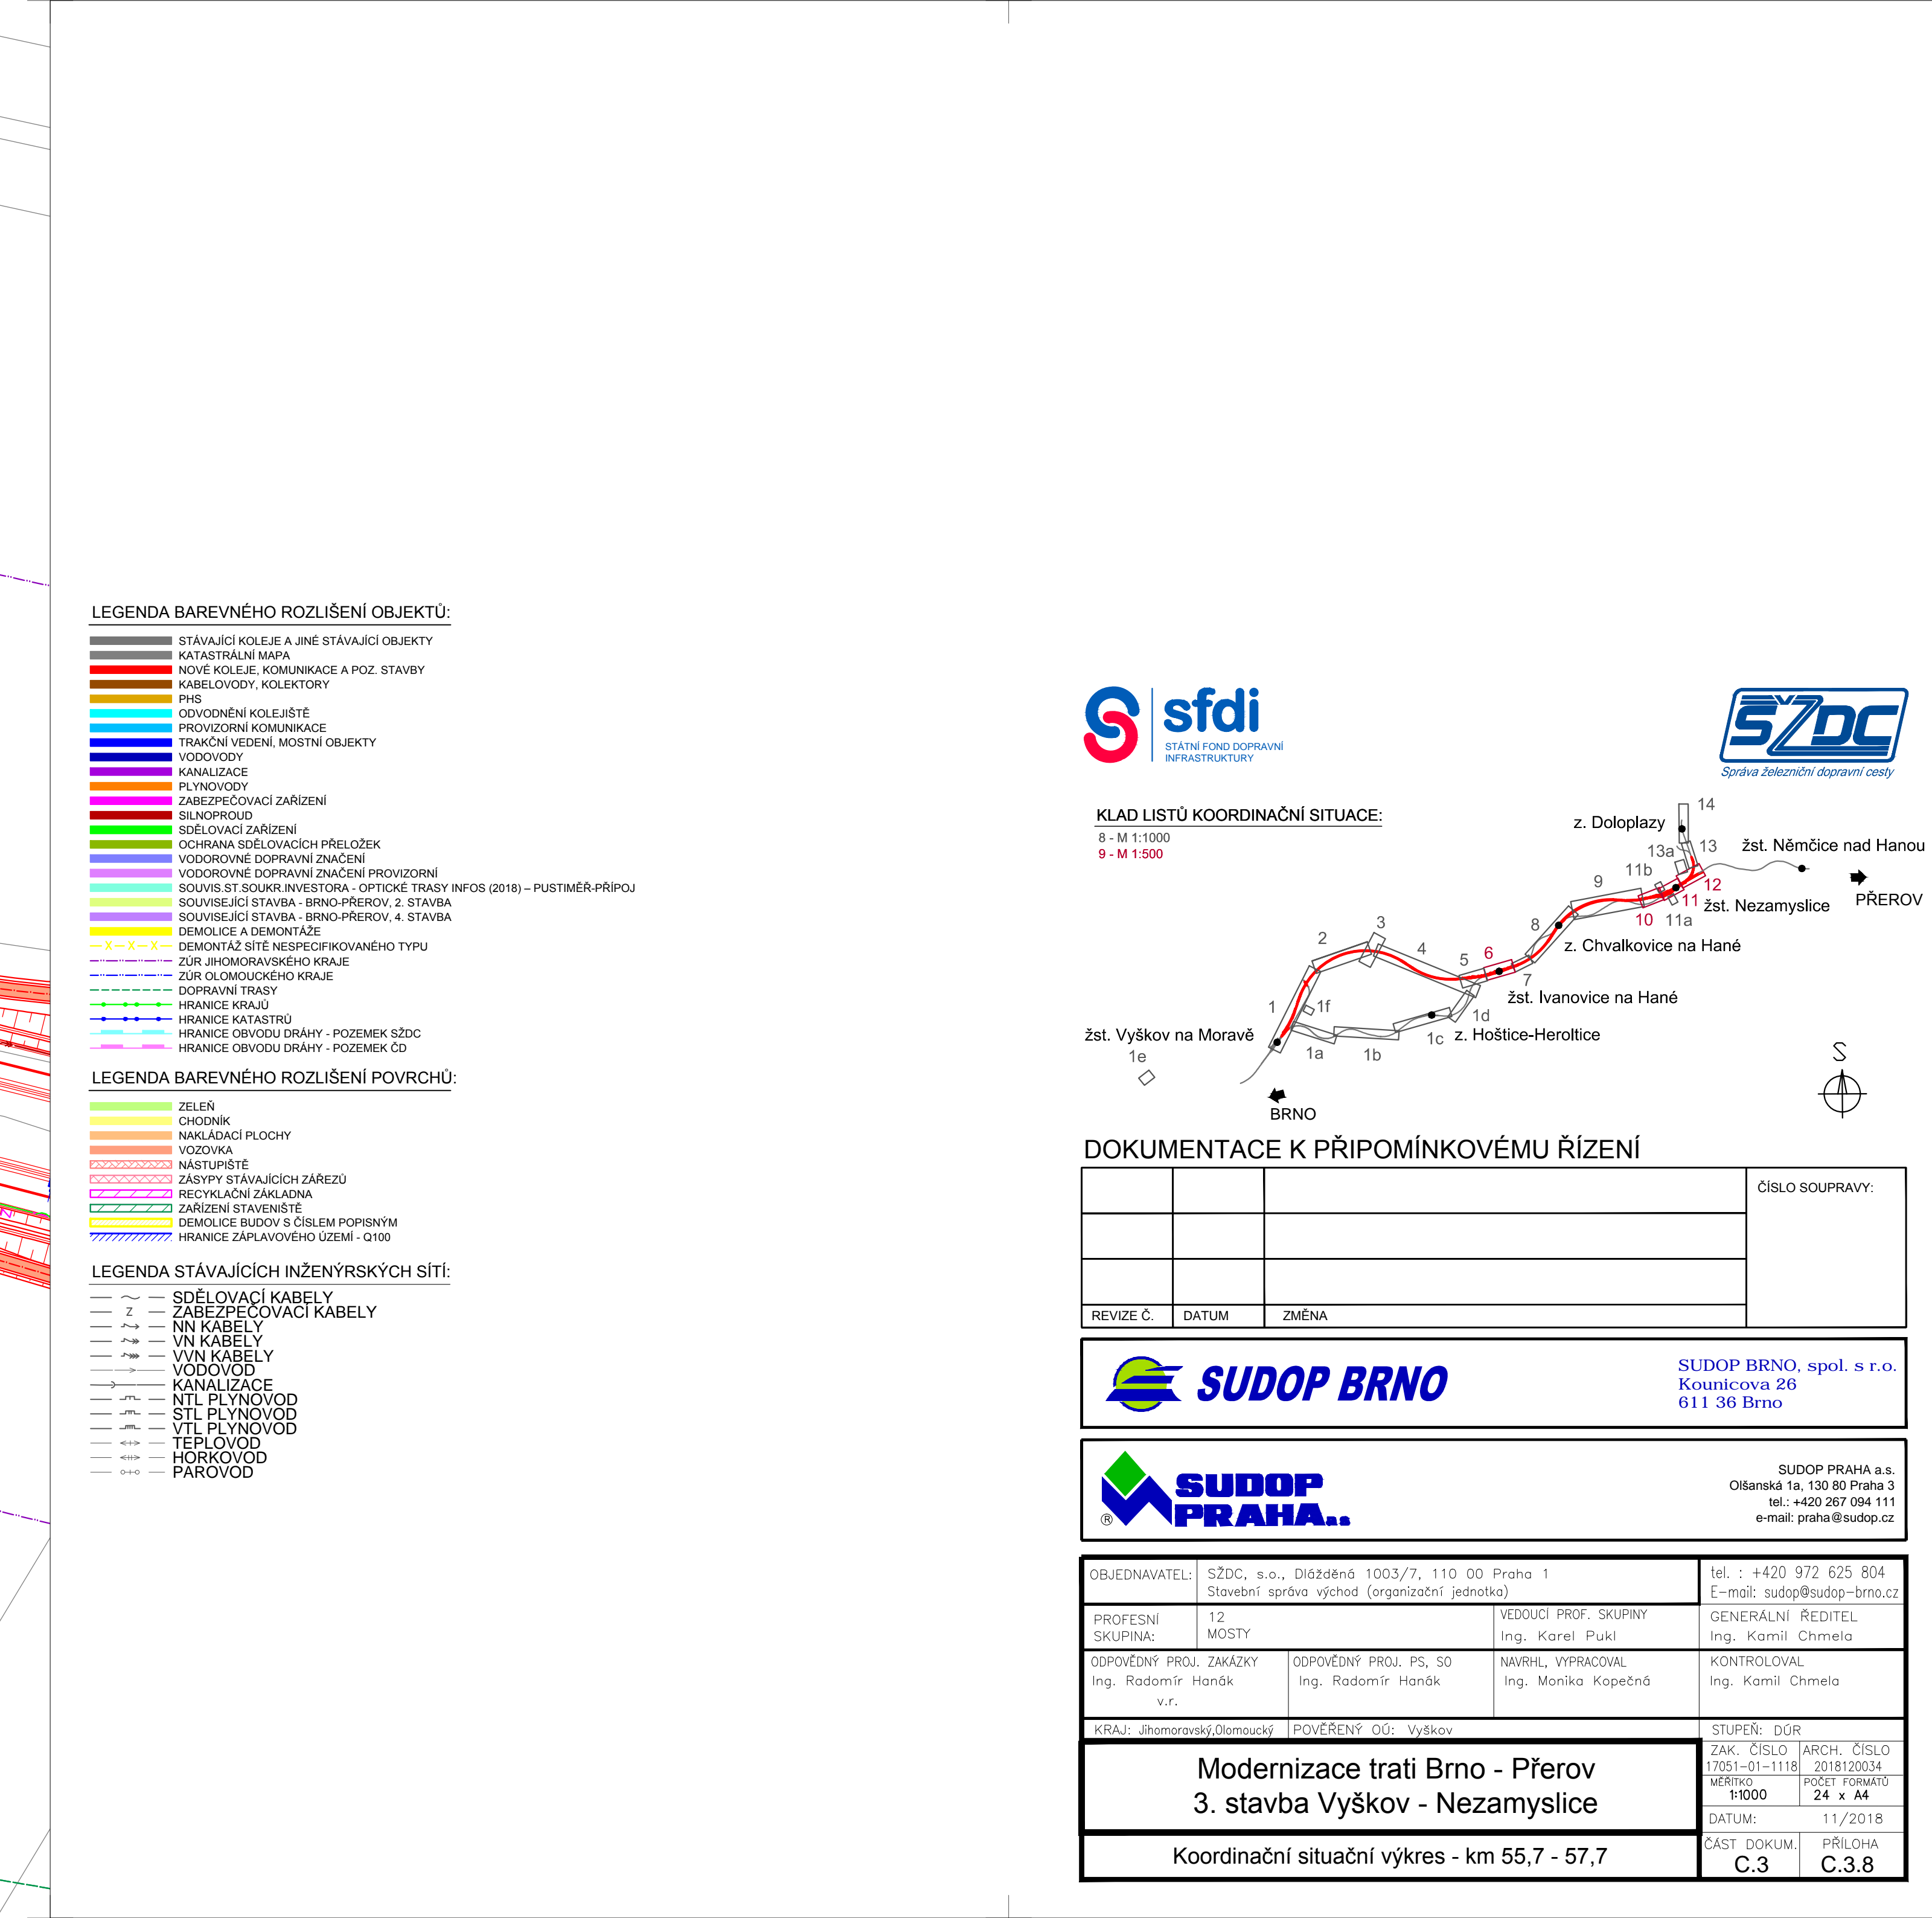 LEGENDA BAREVNÉHO ROZLIŠENÍ OBJEKTŮ:
STÁVAJÍCÍ KOLEJE A JINÉ STÁVAJÍCÍ OBJEKTY
KATASTRÁLNÍ MAPA
NOVÉ KOLEJE, KOMUNIKACE A POZ. STAVBY
KABELOVODY, KOLEKTORY
PHS
ODVODNĚNÍ KOLEJIŠTĚ
PROVIZORNÍ KOMUNIKACE
TRAKČNÍ VEDENÍ, MOSTNÍ OBJEKTY
VODOVODY
KANALIZACE
PLYNOVODY
ZABEZPEČOVACÍ ZAŘÍZENÍ
SILNOPROUD
SDĚLOVACÍ ZAŘÍZENÍ
OCHRANA SDĚLOVACÍCH PŘELOŽEK
VODOROVNÉ DOPRAVNÍ ZNAČENÍ
VODOROVNÉ DOPRAVNÍ ZNAČENÍ PROVIZORNÍ
SOUVIS.ST.SOUKR.INVESTORA - OPTICKÉ TRASY INFOS (2018) – PUSTIMĚŘ-PŘÍPOJ
SOUVISEJÍCÍ STAVBA - BRNO-PŘEROV, 2. STAVBA
SOUVISEJÍCÍ STAVBA - BRNO-PŘEROV, 4. STAVBA
DEMOLICE A DEMONTÁŽE
X X X DEMONTÁŽ SÍTĚ NESPECIFIKOVANÉHO TYPU
ZÚR JIHOMORAVSKÉHO KRAJE
ZÚR OLOMOUCKÉHO KRAJE
DOPRAVNÍ TRASY
HRANICE KRAJŮ
HRANICE KATASTRŮ
HRANICE OBVODU DRÁHY - POZEMEK SŽDC
HRANICE OBVODU DRÁHY - POZEMEK ČD
LEGENDA BAREVNÉHO ROZLIŠENÍ POVRCHŮ:
ZELEŇ
CHODNÍK
NAKLÁDACÍ PLOCHY
VOZOVKA
NÁSTUPIŠTĚ
ZÁSYPY STÁVAJÍCÍCH ZÁŘEZŮ
RECYKLAČNÍ ZÁKLADNA
ZAŘÍZENÍ STAVENIŠTĚ
DEMOLICE BUDOV S ČÍSLEM POPISNÝM
HRANICE ZÁPLAVOVÉHO ÚZEMÍ - Q100
LEGENDA STÁVAJÍCÍCH INŽENÝRSKÝCH SÍTÍ:
SDĚLOVACÍ KABELY
Z ZABEZPEČOVACÍ KABELY
NN KABELY
VN KABELY
VVN KABELY
VODOVOD
KANALIZACE
NTL PLYNOVOD
STL PLYNOVOD
VTL PLYNOVOD
TEPLOVOD
HORKOVOD
PAROVOD
sfdi
STÁTNÍ FOND DOPRAVNÍ
INFRASTRUKTURY
SŽDC
Správa železniční dopravní cesty
KLAD LISTŮ KOORDINAČNÍ SITUACE:
8 - M 1:1000
9 - M 1:500
14
z. Doloplazy
13a
13
žst. Němčice nad Hanou
11b
9
12
PŘEROV
11
žst. Nezamyslice
10
11a
8
z. Chvalkovice na Hané
3
2
4
5
6
7
žst. Ivanovice na Hané
1
1f
1d
žst. Vyškov na Moravě
1c
z. Hoštice-Heroltice
1e
1a
1b
S
BRNO
DOKUMENTACE K PŘIPOMÍNKOVÉMU ŘÍZENÍ
ČÍSLO SOUPRAVY:
REVIZE Č. DATUM ZMĚNA
SUDOP BRNO
SUDOP BRNO, spol. s r.o.
Kounicova 26
611 36 Brno
SUDOP
PRAHA a.s
®
SUDOP PRAHA a.s.
Olšanská 1a, 130 80 Praha 3
tel.: +420 267 094 111
e-mail: praha@sudop.cz
OBJEDNAVATEL: SŽDC, s.o., Dlážděná 1003/7, 110 00 Praha 1
Stavební správa východ (organizační jednotka)
tel. : +420 972 625 804
E-mail: sudop@sudop-brno.cz
PROFESNÍ
SKUPINA:
12
MOSTY
VEDOUCÍ PROF. SKUPINY
Ing. Karel Pukl
GENERÁLNÍ ŘEDITEL
Ing. Kamil Chmela
ODPOVĚDNÝ PROJ. ZAKÁZKY
Ing. Radomír Hanák
v.r.
ODPOVĚDNÝ PROJ. PS, SO
Ing. Radomír Hanák
NAVRHL, VYPRACOVAL
Ing. Monika Kopečná
KONTROLOVAL
Ing. Kamil Chmela
KRAJ: Jihomoravský,Olomoucký
POVĚŘENÝ OÚ: Vyškov
STUPEŇ: DÚR
Modernizace trati Brno - Přerov
3. stavba Vyškov - Nezamyslice
ZAK. ČÍSLO
17051-01-1118
ARCH. ČÍSLO
2018120034
MĚŘÍTKO
1:1000
POČET FORMÁTŮ
24 x A4
DATUM: 11/2018
Koordinační situační výkres - km 55,7 - 57,7
ČÁST DOKUM.
C.3
PŘÍLOHA
C.3.8